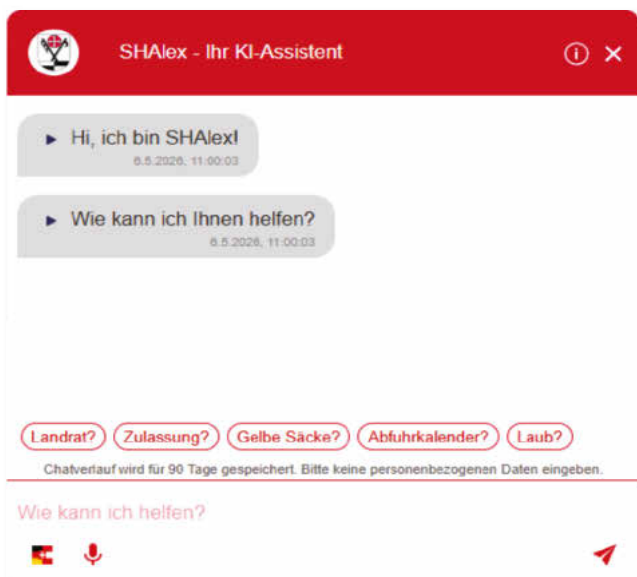 SHAlex - Ihr KI-Assistent
Hi, ich bin SHAlex!
6.5.2026, 11:00:03
Wie kann ich Ihnen helfen?
6.5.2026, 11:00:03
Landrat? Zulassung? Gelbe Säcke? Abfuhrkalender? Laub?
Chatverlauf wird für 90 Tage gespeichert. Bitte keine personenbezogenen Daten eingeben.
Wie kann ich helfen?